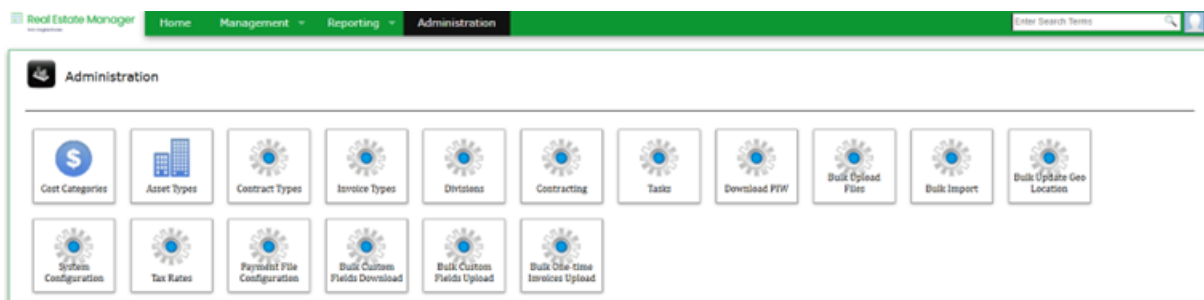 Real Estate Manager
Home Management Reporting Administration
Enter Search Terms
Administration
Cost Categories
Asset Types
Contract Types
Invoice Types
Divisions
Contracting
Tasks
Download PIW
Bulk Upload
Files
Bulk Import
Bulk Update Geo
Location
System
Configuration
Tax Rates
Payment File
Configuration
Bulk Custom
Fields Download
Bulk Custom
Fields Upload
Bulk One-time
Invoices Upload